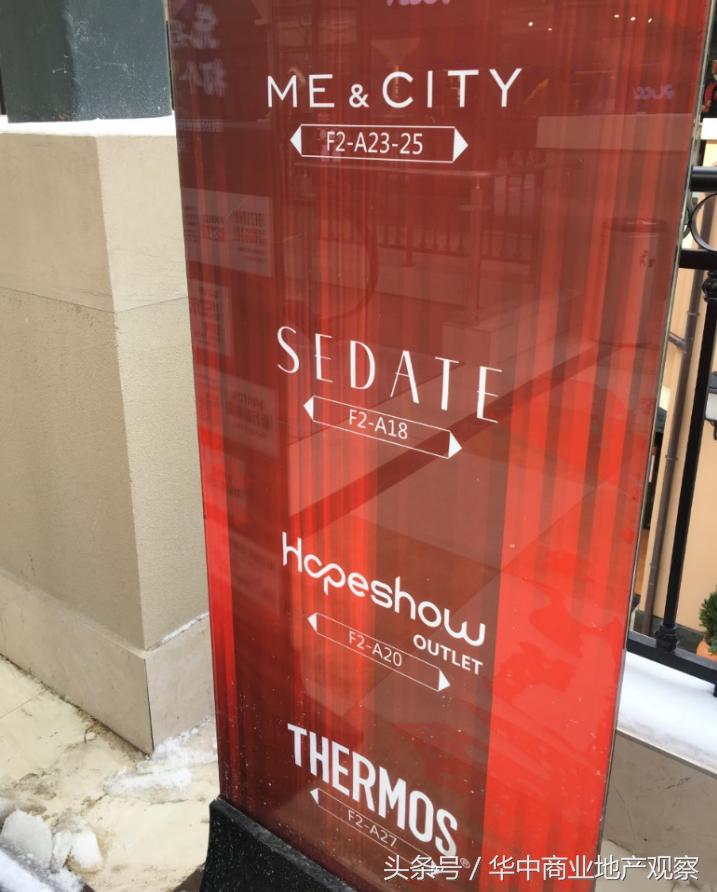 ME & CITY
F2-A23-25
SEDATE
F2-A18
Hopeshow
OUTLET
F2-A20
THERMOS®
F2-A27
头条号 / 华中商业地产观察